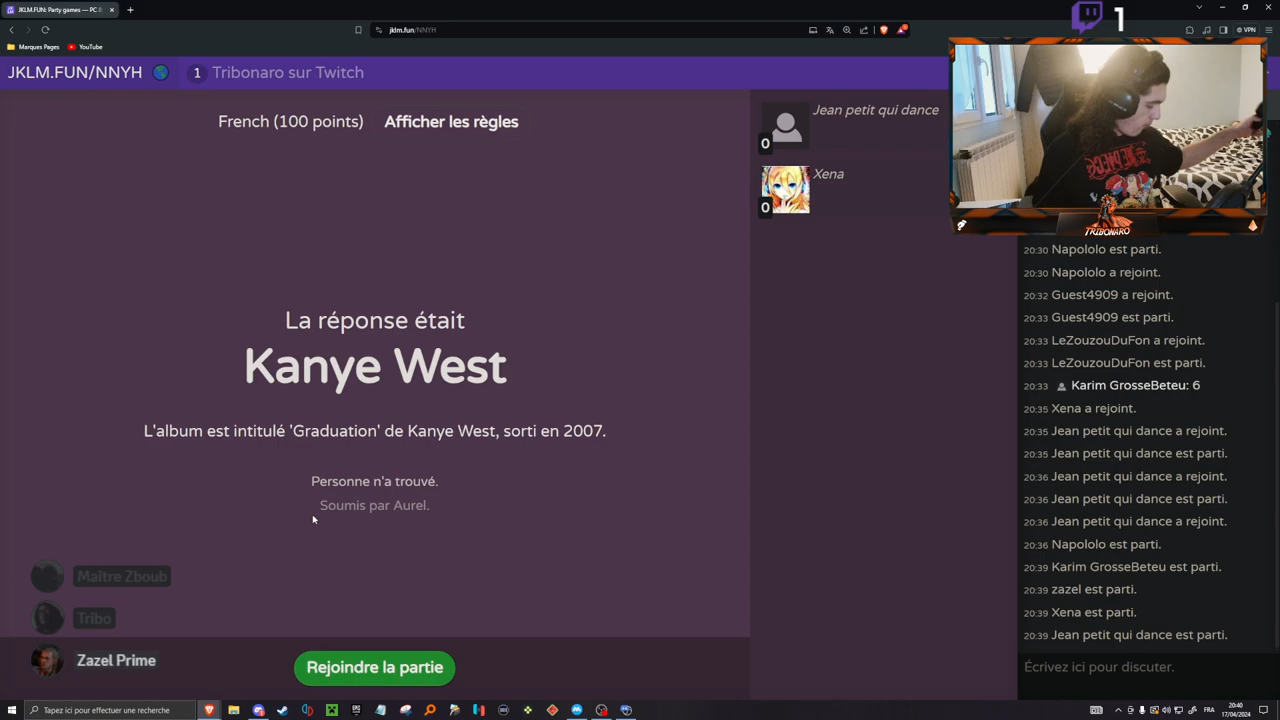 JKLM.FUN: Party games — PC 8
1
jklm.fun/NNYH
VPN
Marques Pages
YouTube
JKLM.FUN/NNYH
1 Tribonaro sur Twitch
French (100 points)
Afficher les règles
Jean petit qui dance
0
Xena
0
TRIBONARO
La réponse était
Kanye West
L'album est intitulé 'Graduation' de Kanye West, sorti en 2007.
Personne n'a trouvé.
Soumis par Aurel.
Maître Zboub
Tribo
Zazel Prime
Rejoindre la partie
20:30 Napololo est parti.
20:30 Napololo a rejoint.
20:32 Guest4909 a rejoint.
20:33 Guest4909 est parti.
20:33 LeZouzouDuFon a rejoint.
20:33 LeZouzouDuFon est parti.
20:33 Karim GrosseBeteu: 6
20:35 Xena a rejoint.
20:35 Jean petit qui dance a rejoint.
20:35 Jean petit qui dance est parti.
20:36 Jean petit qui dance a rejoint.
20:36 Jean petit qui dance est parti.
20:36 Jean petit qui dance a rejoint.
20:36 Napololo est parti.
20:39 Karim GrosseBeteu est parti.
20:39 zazel est parti.
20:39 Xena est parti.
20:39 Jean petit qui dance est parti.
Écrivez ici pour discuter.
Tapez ici pour effectuer une recherche
FRA
20:40
17/04/2024